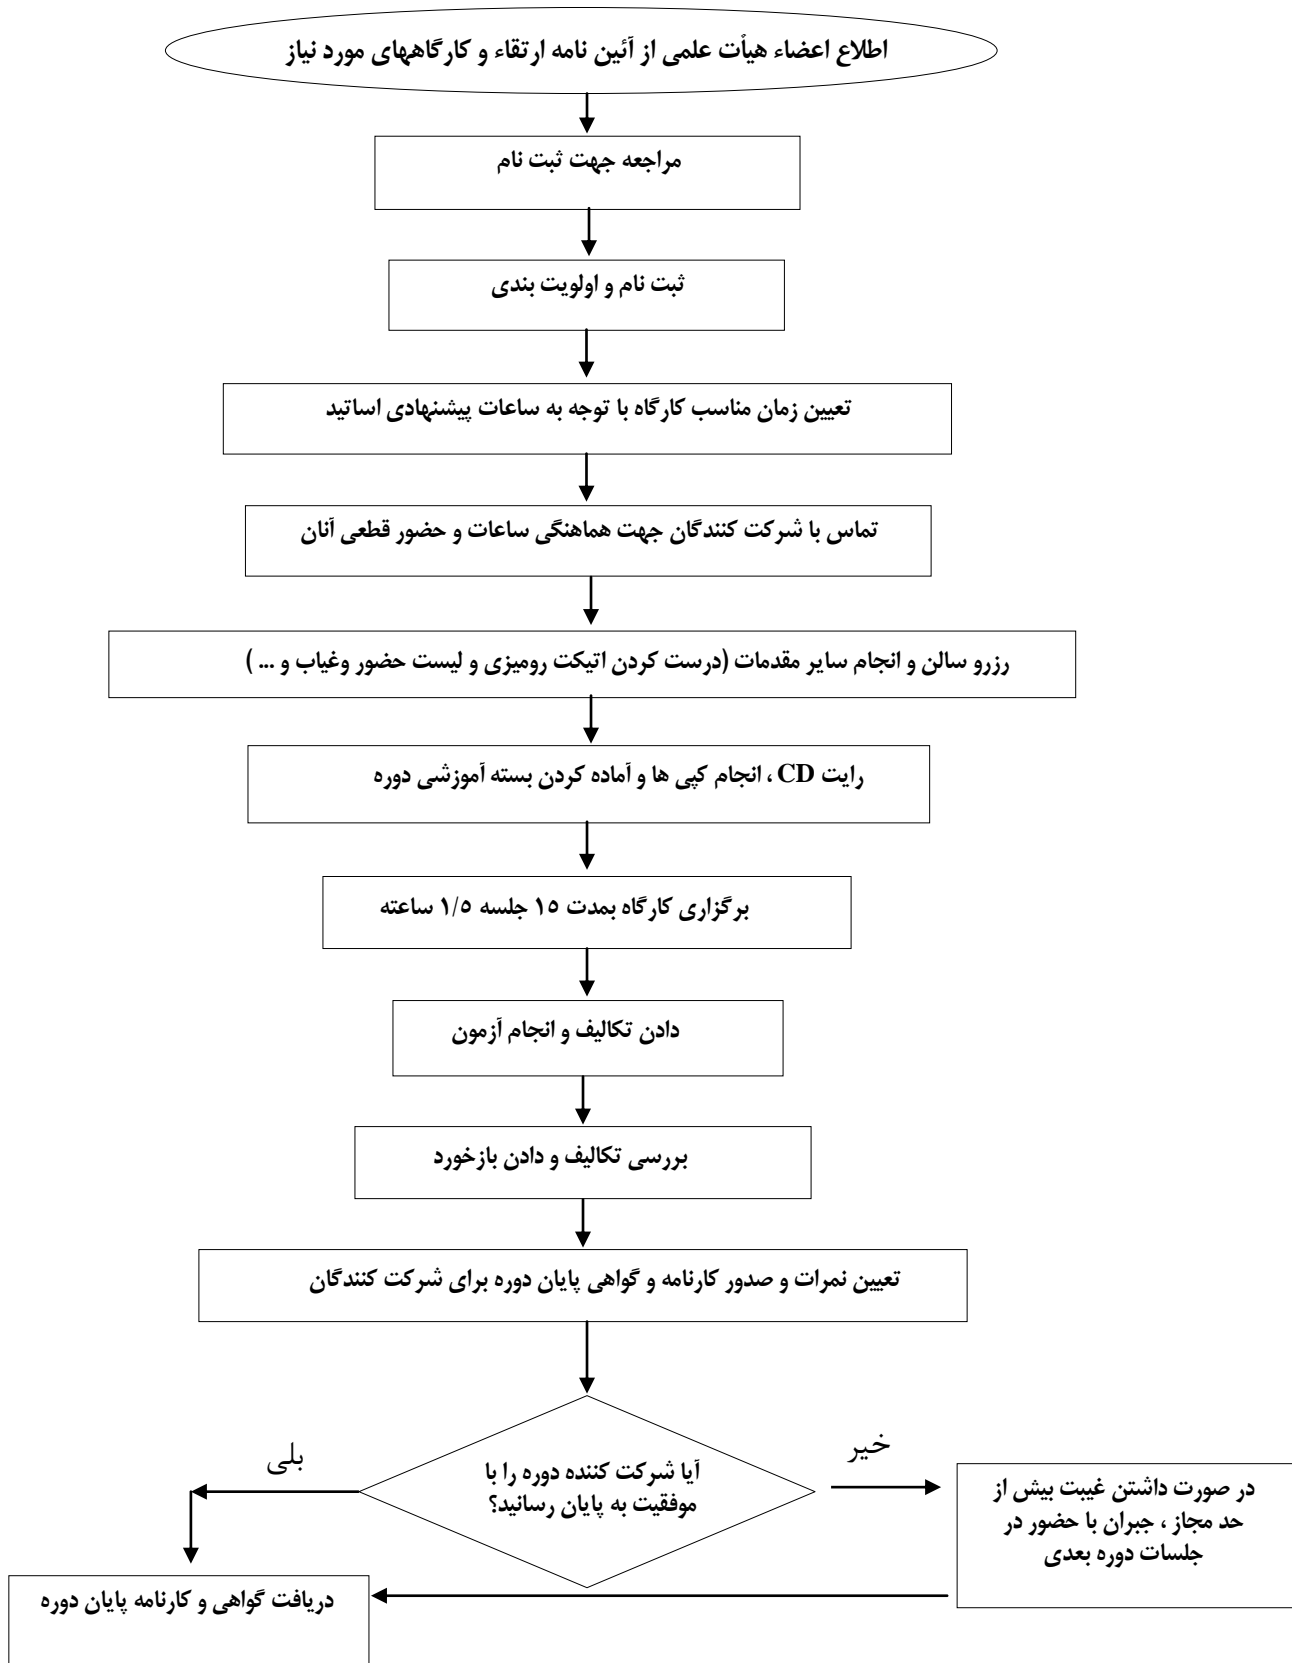 اطلاع اعضاء هیأت علمی از آئین نامه ارتقاء و کارگاههای مورد نیاز
مراجعه جهت ثبت نام
ثبت نام و اولویت بندی
تعیین زمان مناسب کارگاه با توجه به ساعات پیشنهادی اساتید
تماس با شرکت کنندگان جهت هماهنگی ساعات و حضور قطعی آنان
رزرو سالن و انجام سایر مقدمات (درست کردن اتیکت رومیزی و لیست حضور وغیاب و ... )
رایت CD ، انجام کپی ها و آماده کردن بسته آموزشی دوره
برگزاری کارگاه بمدت ۱۵ جلسه ۱/۵ ساعته
دادن تکالیف و انجام آزمون
بررسی تکالیف و دادن بازخورد
تعیین نمرات و صدور کارنامه و گواهی پایان دوره برای شرکت کنندگان
آیا شرکت کننده دوره را با
موفقیت به پایان رسانید؟
خیر
بلی
در صورت داشتن غیبت بیش از
حد مجاز ، جبران با حضور در
جلسات دوره بعدی
دریافت گواهی و کارنامه پایان دوره